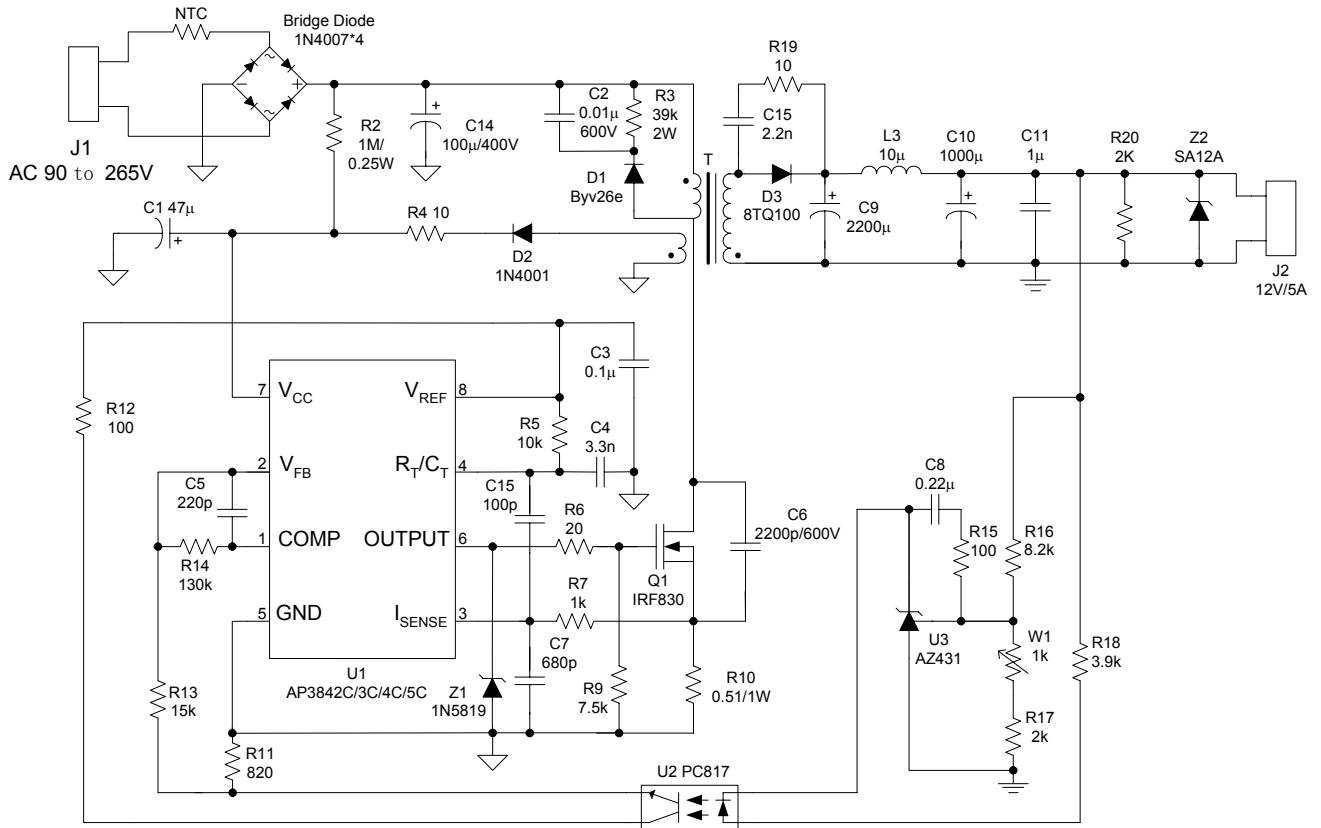 NTC
Bridge Diode
1N4007*4
J1
AC 90 to 265V
R2
1M/
0.25W
+
C14
100μ/400V
C2
0.01μ
600V
R3
39k
2W
D1
Byv26e
T
R19
10
C15
2.2n
D3
8TQ100
+
C9
2200μ
L3
10μ
C10
1000μ
+
C11
1μ
R20
2K
Z2
SA12A
J2
12V/5A
C1 47μ
+
R4 10
D2
1N4001
R12
100
7
VCC
VREF
8
C3
0.1μ
R5
10k
C4
3.3n
2
VFB
RT/CT
4
C5
220p
C15
100p
R6
20
1
COMP
OUTPUT
6
R14
130k
Q1
IRF830
C6
2200p/600V
R7
1k
5
GND
ISENSE
3
C7
680p
U1
AP3842C/3C/4C/5C
Z1
1N5819
R9
7.5k
R10
0.51/1W
R13
15k
R11
820
U2 PC817
C8
0.22μ
R15
100
R16
8.2k
U3
AZ431
W1
1k
R18
3.9k
R17
2k